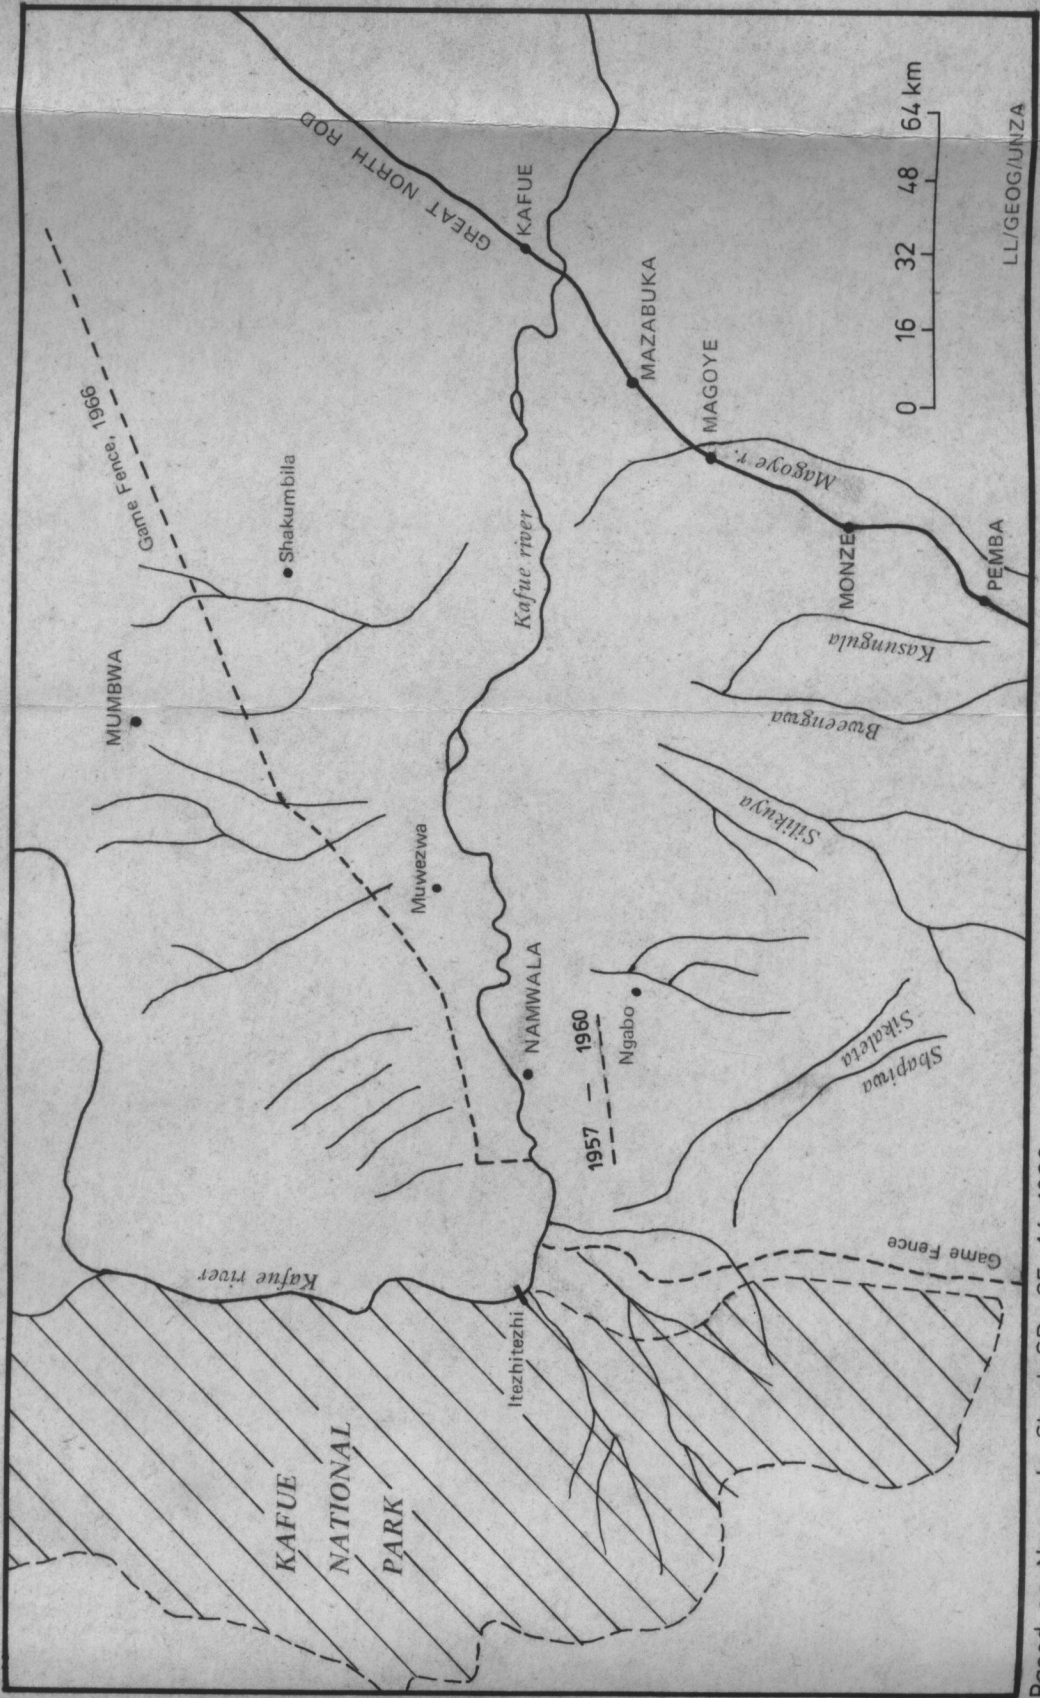 GREAT NORTH ROD
Game Fence, 1966
MUMBWA
Shakumbila
KAFUE
Kafue river
MAZABUKA
MAGOYE
Magoye r.
MONZE
PEMBA
Kasungula
Bweengwa
Silikuya
Muwezwa
NAMWALA
1957 – 1960
Ngabo
Sikaleta
Shapirwa
Game Fence
Kafue river
Itezhitezhi
KAFUE
NATIONAL
PARK
0 16 32 48 64 km
LL/GEOG/UNZA